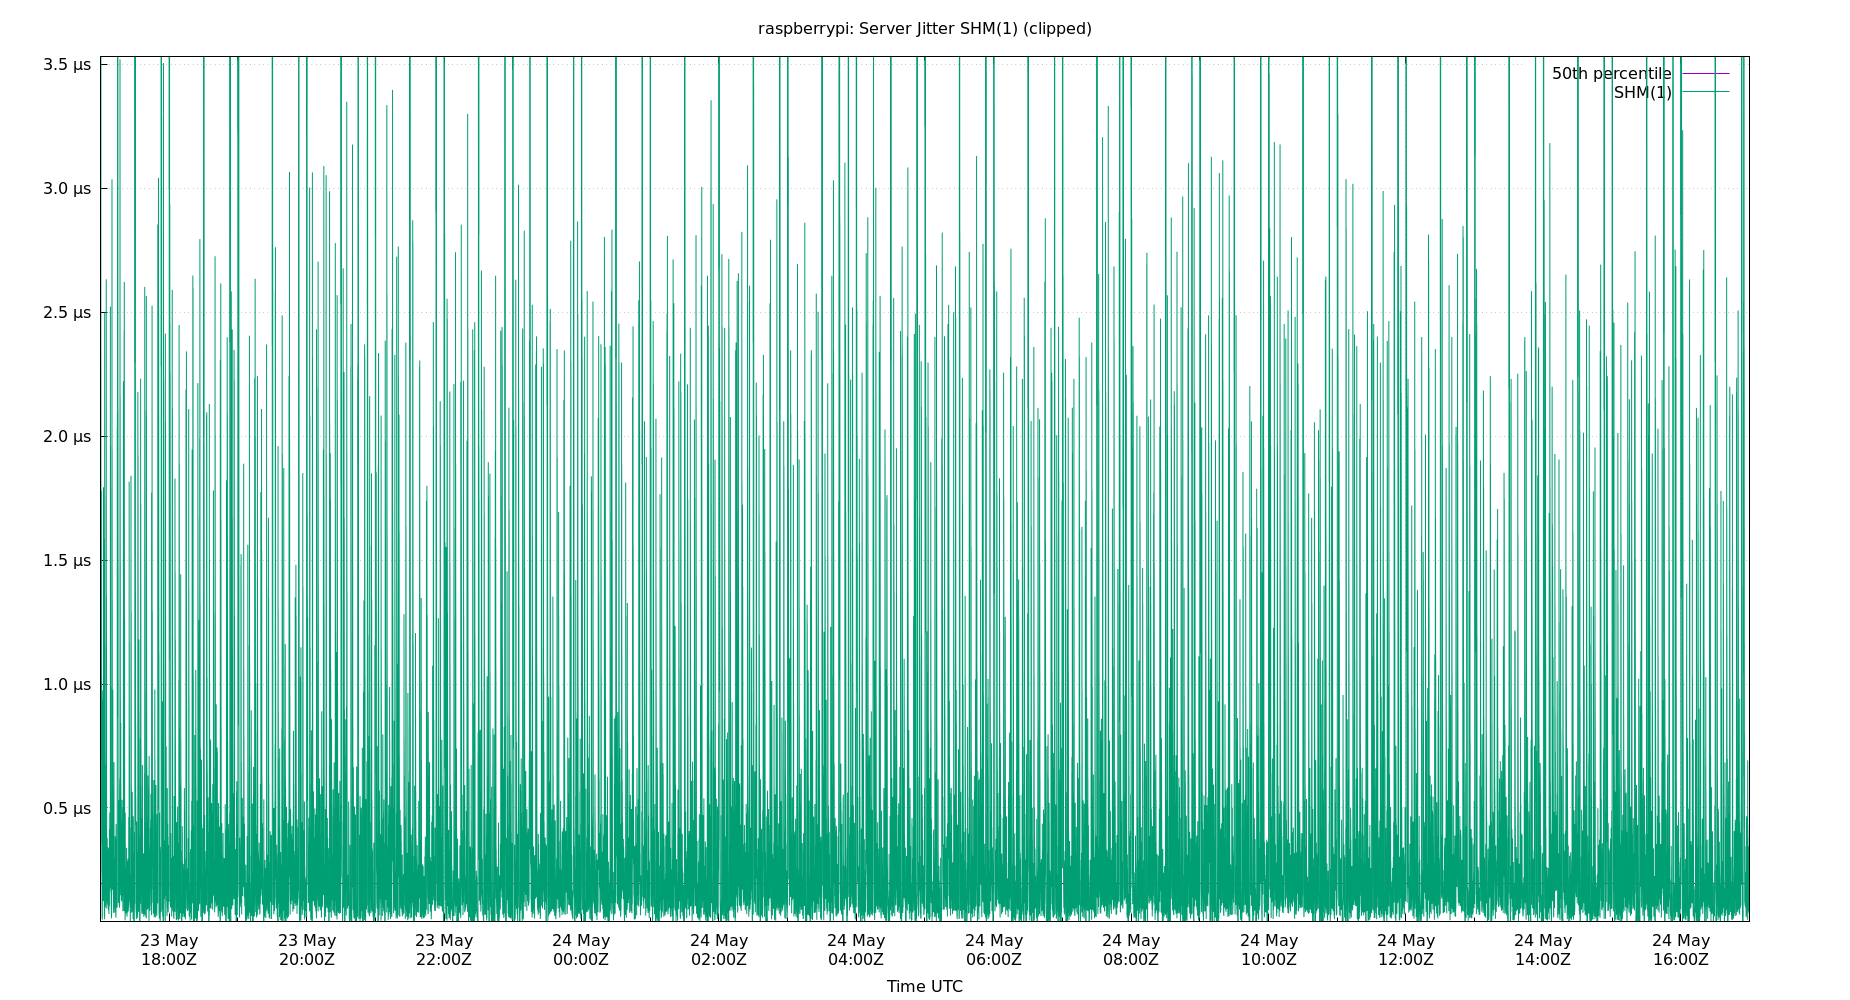 raspberrypi: Server Jitter SHM(1) (clipped)
50th percentile
SHM(1)
3.5 μs
3.0 μs
2.5 μs
2.0 μs
1.5 μs
1.0 μs
0.5 μs
23 May 23 May 23 May 24 May 24 May 24 May 24 May 24 May 24 May 24 May 24 May 24 May
18:00Z 20:00Z 22:00Z 00:00Z 02:00Z 04:00Z 06:00Z 08:00Z 10:00Z 12:00Z 14:00Z 16:00Z
Time UTC